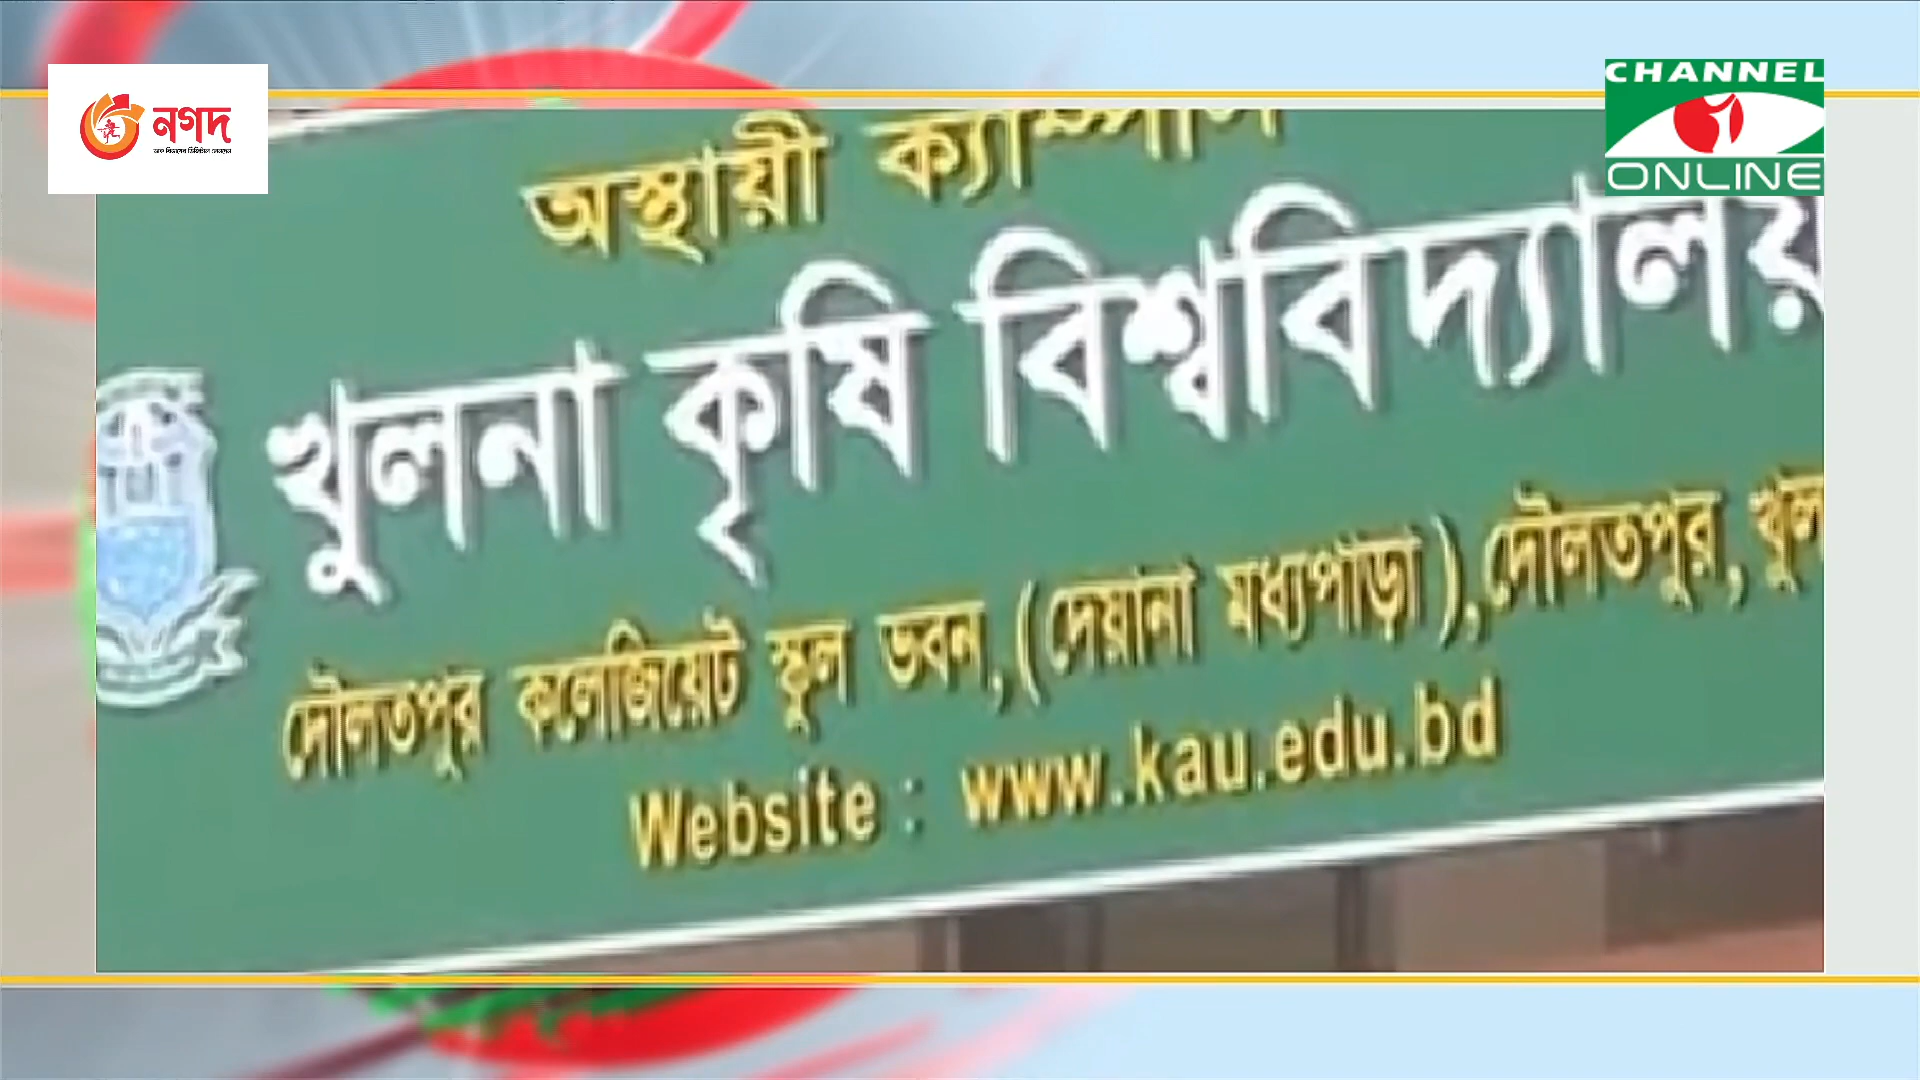 নগদ
CHANNEL
ONLINE
অস্থায়ী ক্যাম্পাস
খুলনা কৃষি বিশ্ববিদ্যালয়
দৌলতপুর কলেজিয়েট স্কুল ভবন, (দেয়ানা মধ্যপাড়া), দৌলতপুর,
Website : www.kau.edu.bd